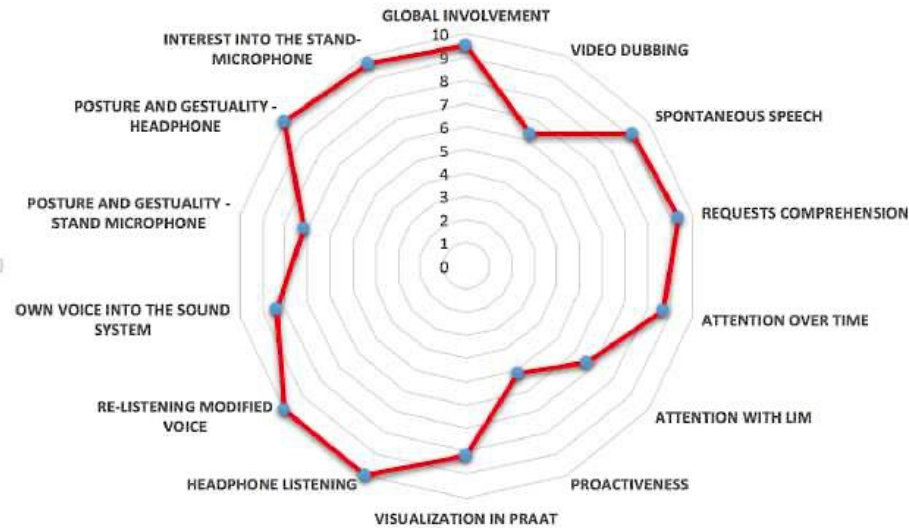 GLOBAL INVOLVEMENT
VIDEO DUBBING
SPONTANEOUS SPEECH
REQUESTS COMPREHENSION
ATTENTION OVER TIME
ATTENTION WITH LIM
PROACTIVENESS
VISUALIZATION IN PRAAT
HEADPHONE LISTENING
RE-LISTENING MODIFIED
VOICE
OWN VOICE INTO THE SOUND
SYSTEM
POSTURE AND GESTUALITY -
STAND MICROPHONE
POSTURE AND GESTUALITY -
HEADPHONE
INTEREST INTO THE STAND-
MICROPHONE
10
9
8
7
6
5
4
3
2
1
0